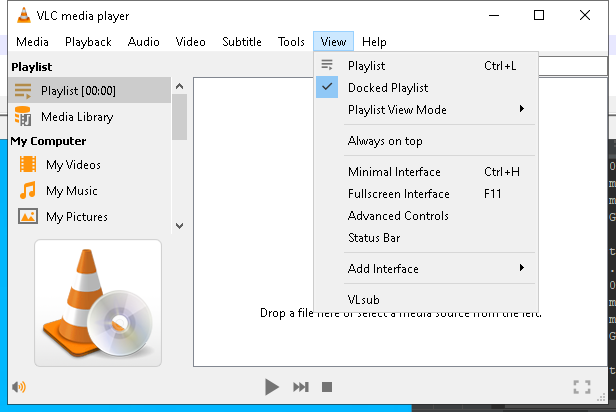 VLC media player
Media Playback Audio Video Subtitle Tools View Help
Playlist
Playlist [00:00]
Media Library
My Computer
My Videos
My Music
My Pictures
Playlist Ctrl+L
Docked Playlist
Playlist View Mode
Always on top
Minimal Interface Ctrl+H
Fullscreen Interface F11
Advanced Controls
Status Bar
Add Interface
VLsub
Drop a file here or select a media source from the left.